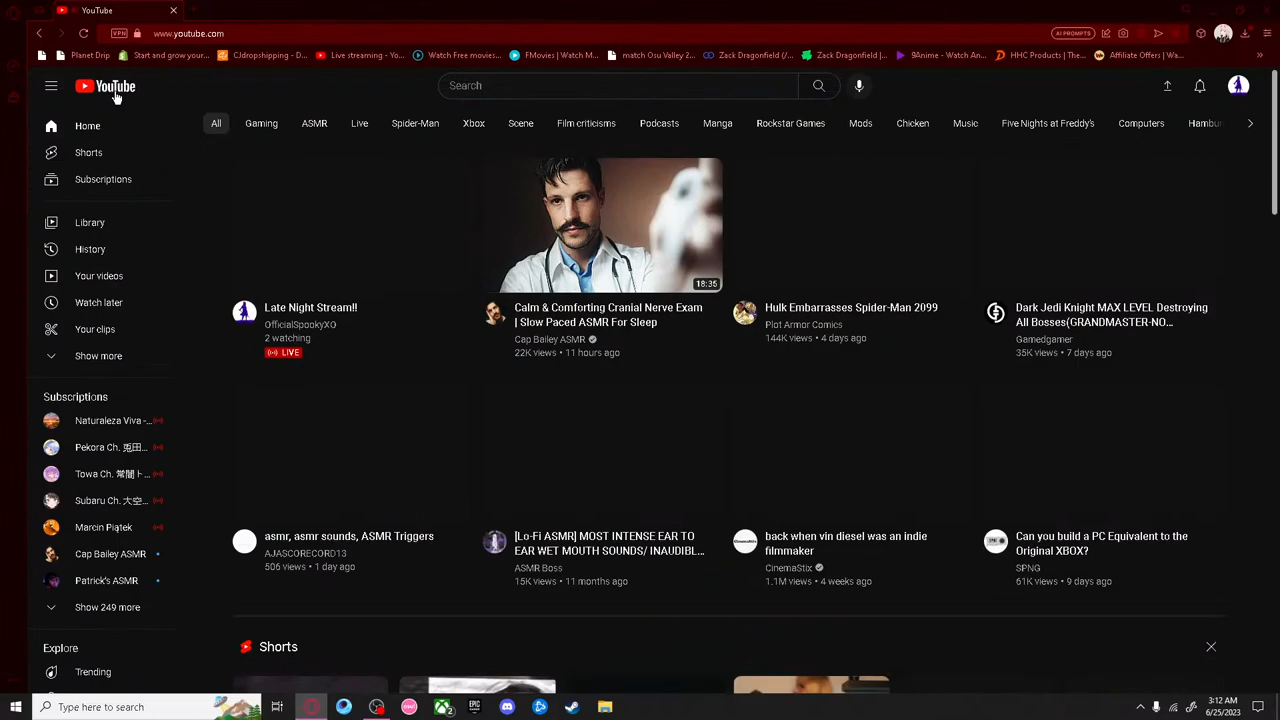 YouTube
VPN www.youtube.com AI PROMPTS
Planet Drip Start and grow your... CJdropshipping - D... Live streaming - Yo... Watch Free movies... FMovies | Watch M... match Osu Valley 2... Zack Dragonfield (/... Zack Dragonfield /... 9Anime - Watch An... HHC Products | The... Affiliate Offers | Wa...
YouTube Search
All Gaming ASMR Live Spider-Man Xbox Scene Film criticisms Podcasts Manga Rockstar Games Mods Chicken Music Five Nights at Freddy's Computers Hambur
Home
Shorts
Subscriptions
Library
History
Your videos
Watch later
Your clips
Show more
Subscriptions
Naturaleza Viva -...
Pekora Ch. 兎田...
Towa Ch. 常闇ト...
Subaru Ch. 大空...
Marcin Piątek
Cap Bailey ASMR
Patrick's ASMR
Show 249 more
Explore
Trending
Late Night Stream!!
OfficialSpookyXO
2 watching
LIVE
18:35
Calm & Comforting Cranial Nerve Exam
| Slow Paced ASMR For Sleep
Cap Bailey ASMR
22K views • 11 hours ago
Hulk Embarrasses Spider-Man 2099
Plot Armor Comics
144K views • 4 days ago
Dark Jedi Knight MAX LEVEL Destroying
All Bosses(GRANDMASTER-NO...
Gamedgamer
35K views • 7 days ago
asmr, asmr sounds, ASMR Triggers
AJASCORECORD13
506 views • 1 day ago
[Lo-Fi ASMR] MOST INTENSE EAR TO
EAR WET MOUTH SOUNDS/ INAUDIBL...
ASMR Boss
15K views • 11 months ago
back when vin diesel was an indie
filmmaker
CinemaStix
1.1M views • 4 weeks ago
Can you build a PC Equivalent to the
Original XBOX?
SPNG
61K views • 9 days ago
Shorts
Type here to search
osu!
2
EPIC
GAMES
3:12 AM
6/25/2023